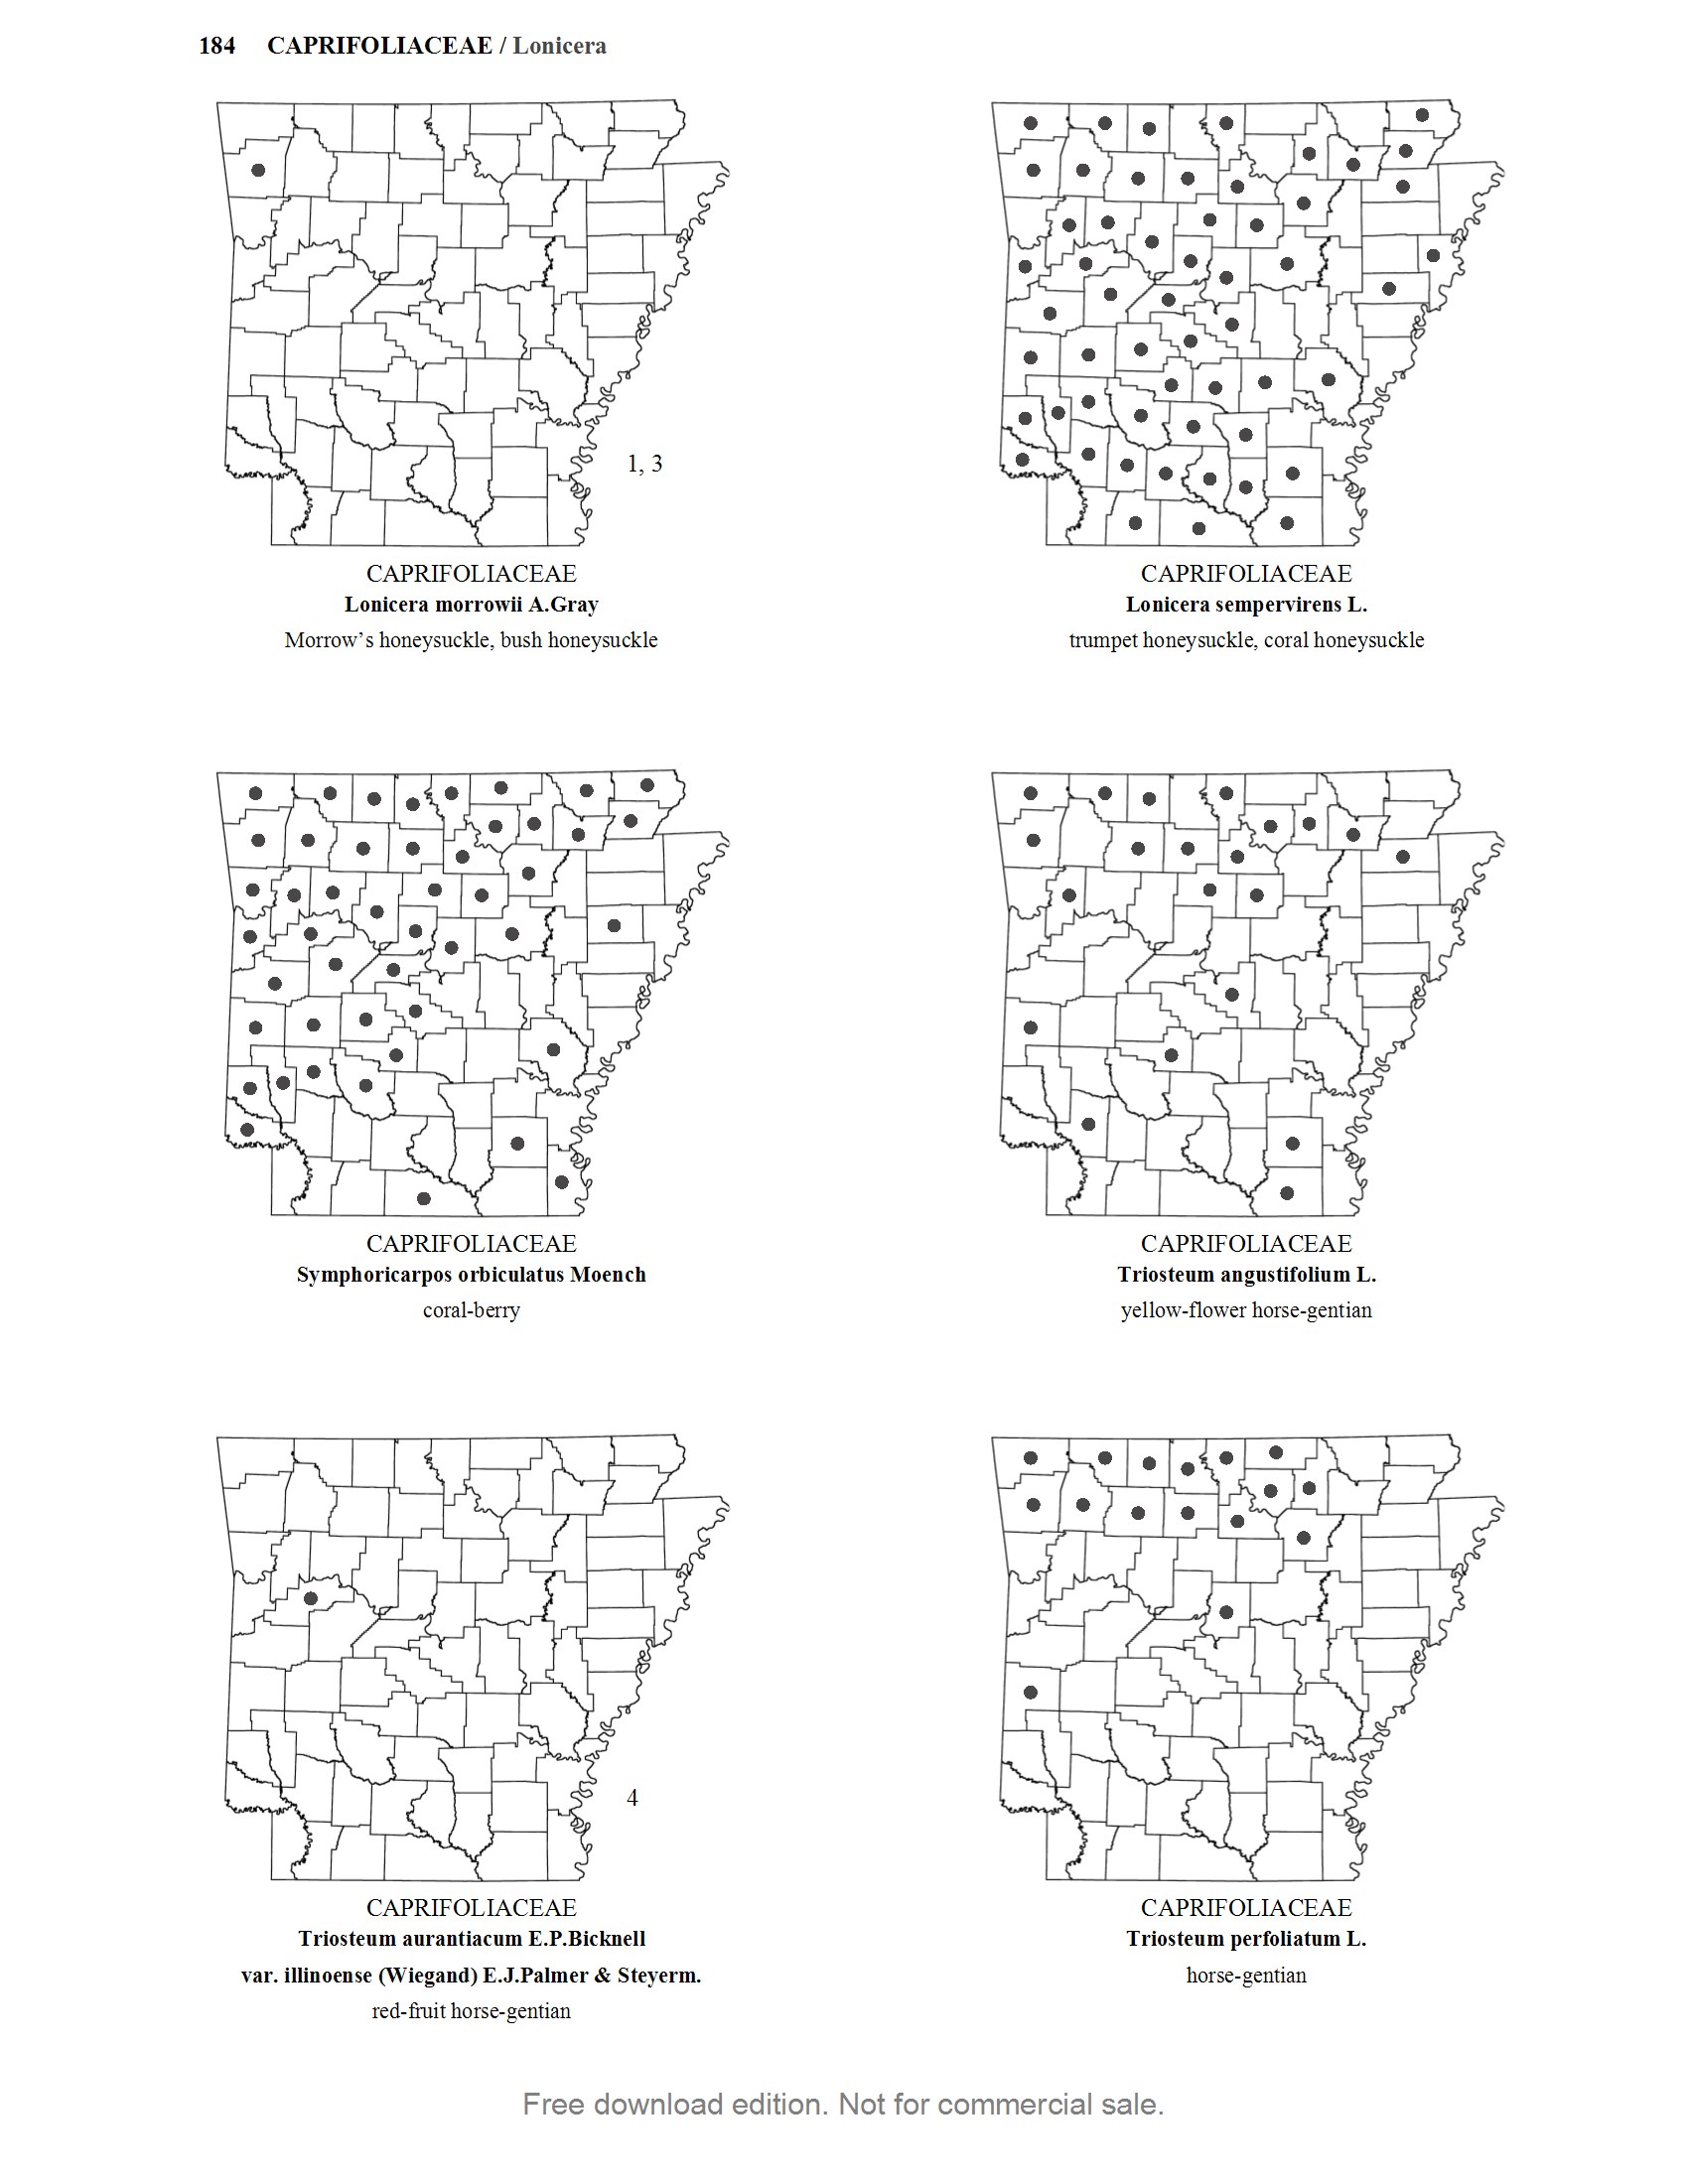 184 CAPRIFOLIACEAE / Lonicera
1, 3
CAPRIFOLIACEAE
Lonicera morrowii A.Gray
Morrow’s honeysuckle, bush honeysuckle
CAPRIFOLIACEAE
Lonicera sempervirens L.
trumpet honeysuckle, coral honeysuckle
CAPRIFOLIACEAE
Symphoricarpos orbiculatus Moench
coral-berry
CAPRIFOLIACEAE
Triosteum angustifolium L.
yellow-flower horse-gentian
4
CAPRIFOLIACEAE
Triosteum aurantiacum E.P.Bicknell
var. illinoense (Wiegand) E.J.Palmer & Steyerm.
red-fruit horse-gentian
CAPRIFOLIACEAE
Triosteum perfoliatum L.
horse-gentian
Free download edition. Not for commercial sale.